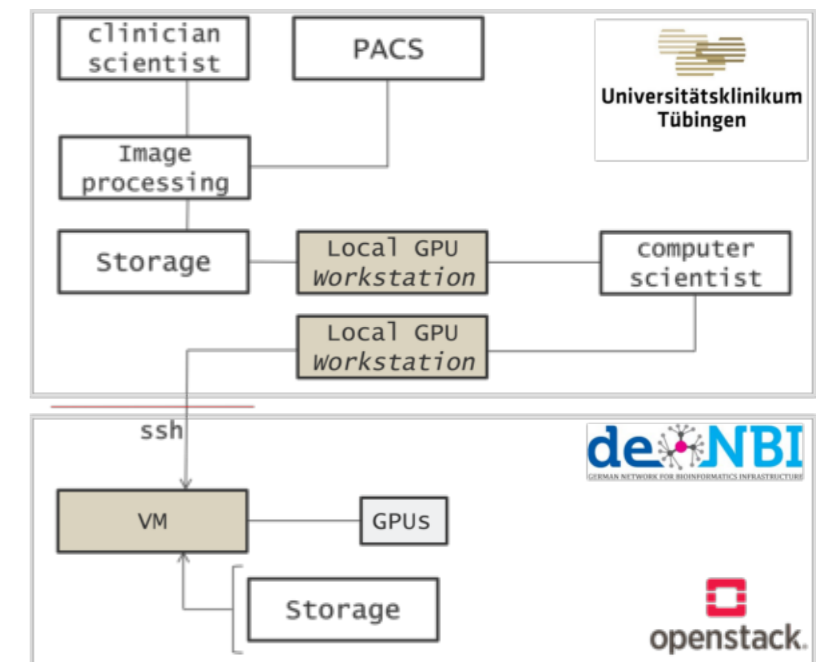 clinician
scientist
PACS
Universitätsklinikum
Tübingen
Image
processing
Storage
Local GPU
Workstation
computer
scientist
Local GPU
Workstation
ssh
de NBI
GERMAN NETWORK FOR BIOINFORMATICS INFRASTRUCTURE
VM
GPUs
Storage
openstack.